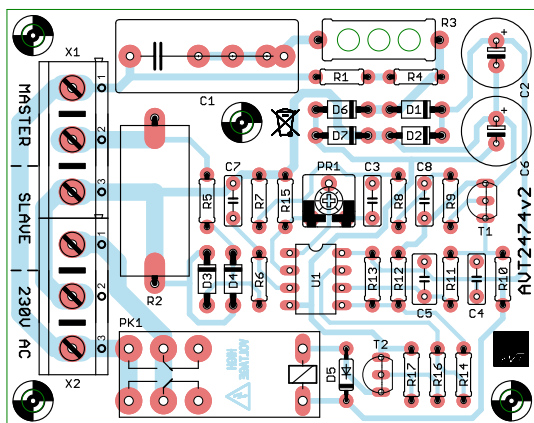 X1
R3
1
2
3
MASTER
C1
R1
R4
C2
D6
D1
D7
D2
C6
C7
PR1
C3
C8
R5
R7
R15
R8
R9
T1
SLAVE
1
2
3
230V AC
X2
R2
D3
D4
R6
U1
R13
R12
R11
R10
C5
C4
AVT2474v2
PK1
D5
T2
R17
R16
R14